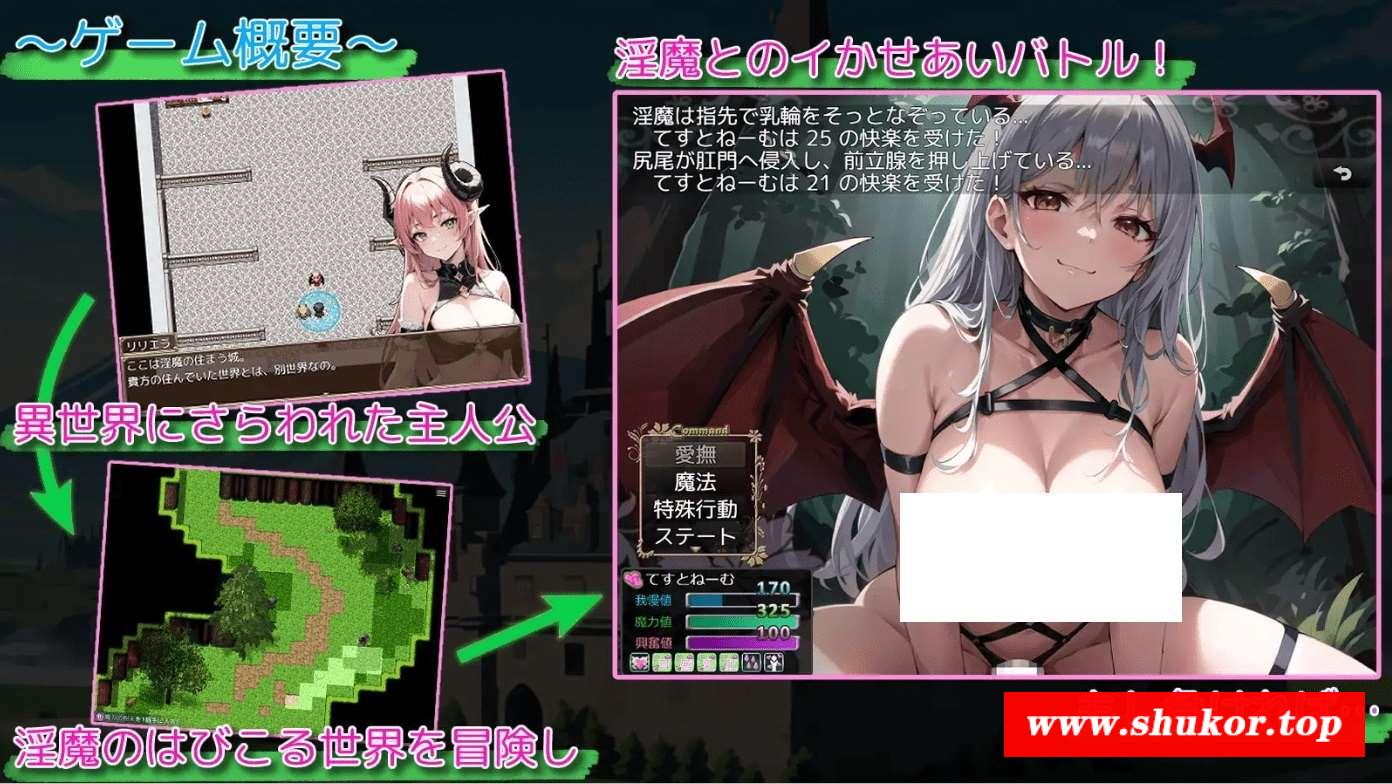 ～ゲーム概要～
リリエラ
ここは淫魔の住まう城。
貴方の住んでいた世界とは、別世界なの。
異世界にさらわれた主人公
淫魔のはびこる世界を冒険し
淫魔とのイかせあいバトル！
淫魔は指先で乳輪をそっとなぞっている…
てすとねーむは 25 の快楽を受けた！
尻尾が肛門へ侵入し、前立腺を押し上げている…
てすとねーむは 21 の快楽を受けた！
Command
愛撫
魔法
特殊行動
ステート
てすとねーむ
我慢値 170
魔力値 325
興奮値 100
www.shukor.top